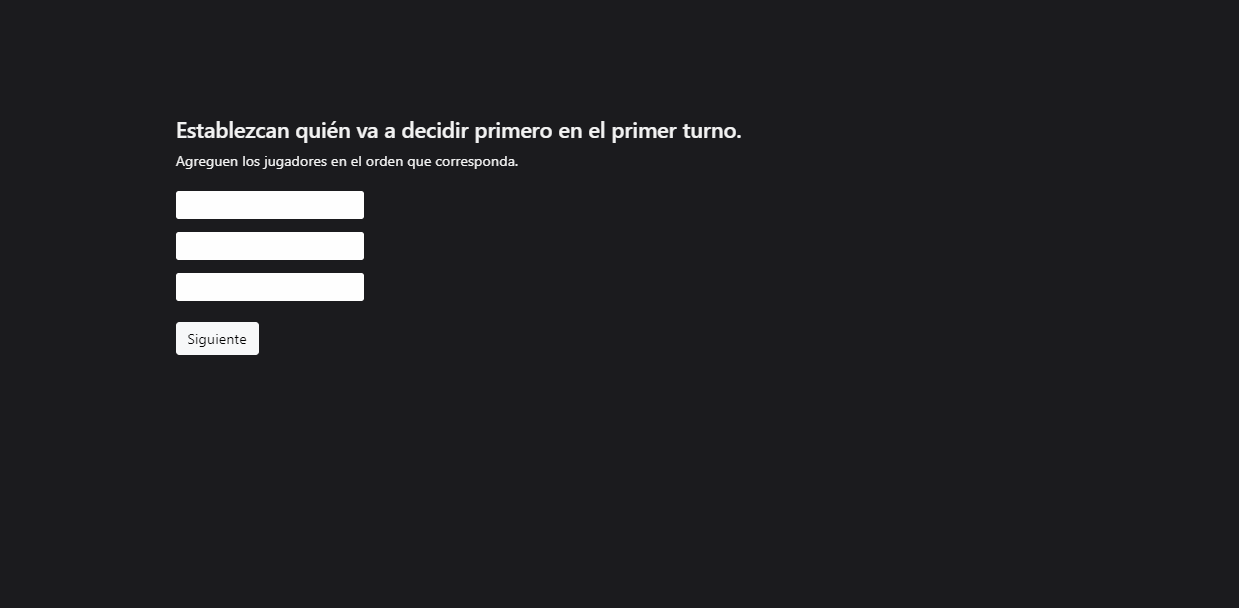 Establezcan quién va a decidir primero en el primer turno.
Agreguen los jugadores en el orden que corresponda.
Siguiente